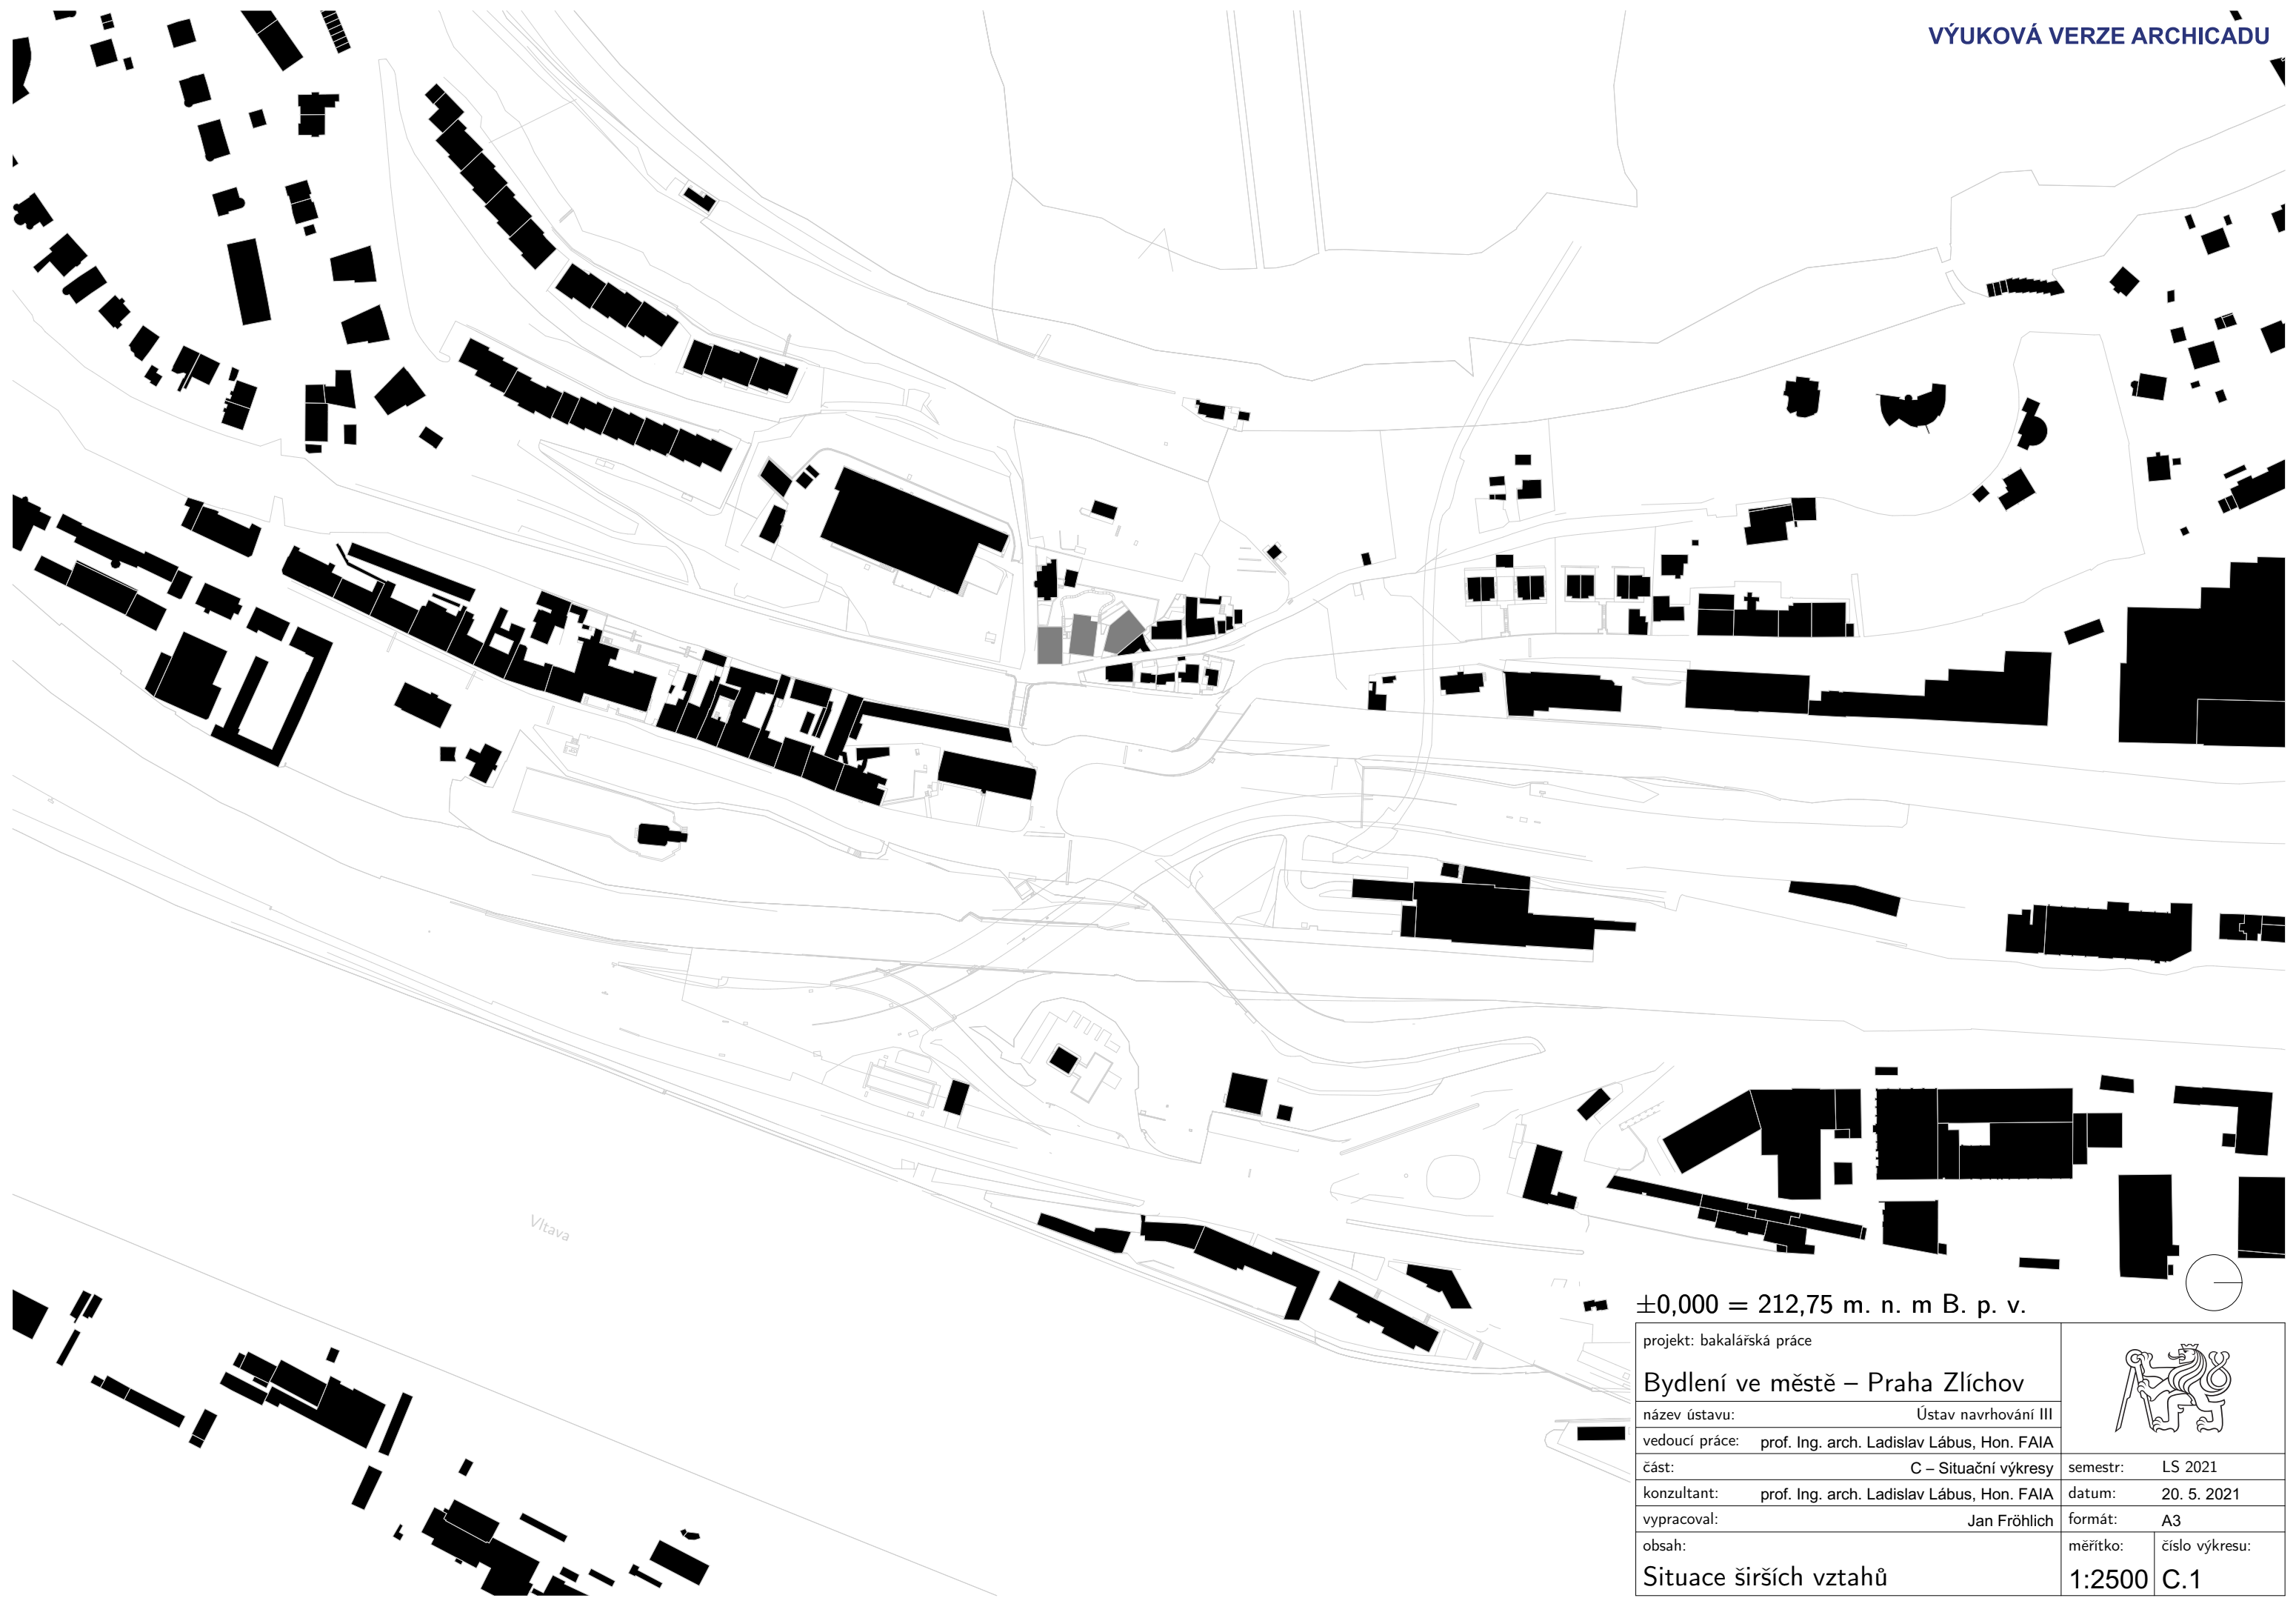 VÝUKOVÁ VERZE ARCHICADU
Vltava
±0,000 = 212,75 m. n. m B. p. v.
projekt: bakalářská práce
Bydlení ve městě – Praha Zlíchov
název ústavu: Ústav navrhování III
vedoucí práce: prof. Ing. arch. Ladislav Lábus, Hon. FAIA
část: C – Situační výkresy
semestr: LS 2021
konzultant: prof. Ing. arch. Ladislav Lábus, Hon. FAIA
datum: 20. 5. 2021
vypracoval: Jan Fröhlich
formát: A3
obsah:
Situace širších vztahů
měřítko:
1:2500
číslo výkresu:
C.1